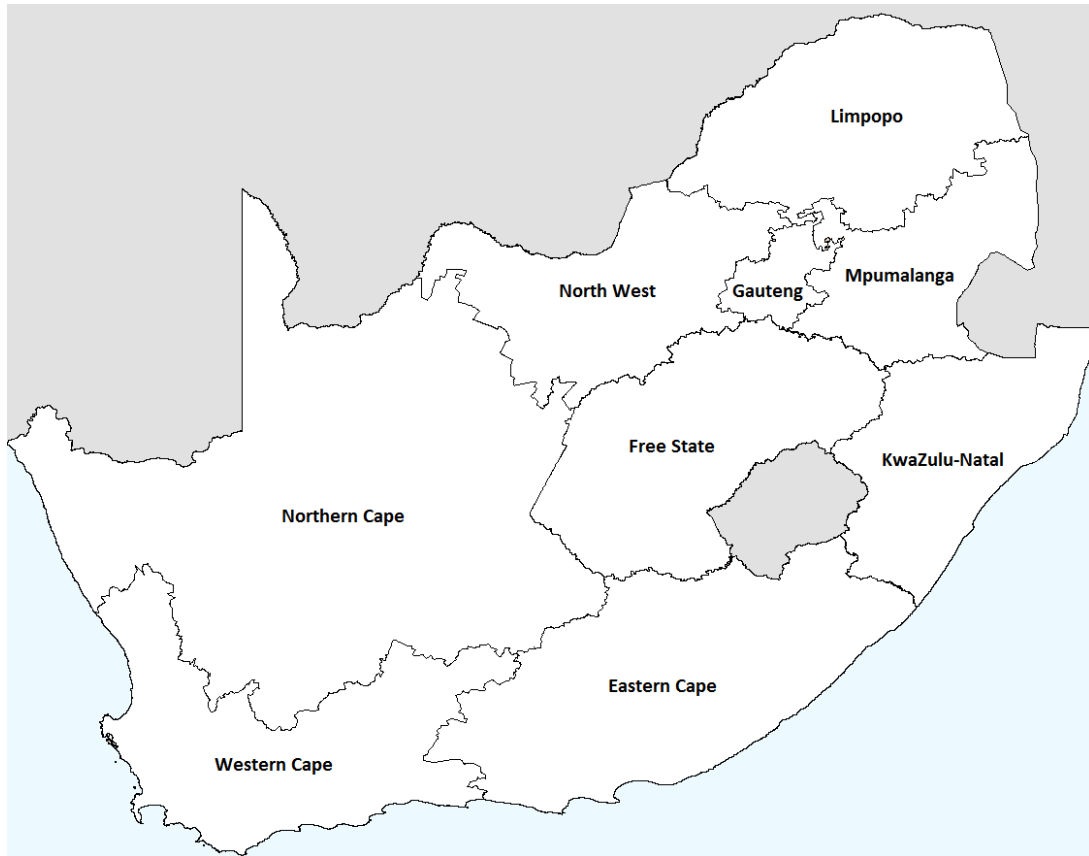 Limpopo
North West
Gauteng
Mpumalanga
Free State
KwaZulu-Natal
Northern Cape
Eastern Cape
Western Cape